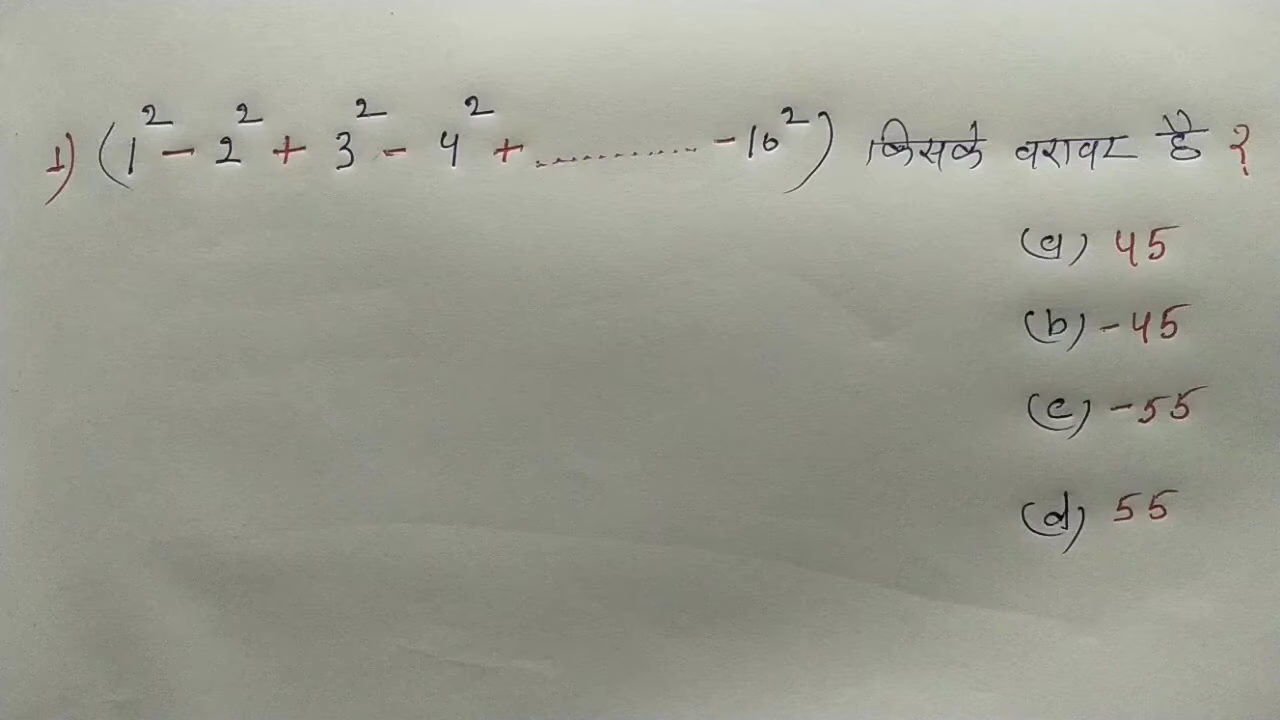 1) (1² - 2² + 3² - 4² + ............ - 10²) किसके बराबर है ?
(a) 45
(b) -45
(c) -55
(d) 55